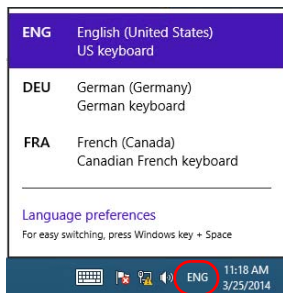 ENG English (United States)
US keyboard
DEU German (Germany)
German keyboard
FRA French (Canada)
Canadian French keyboard
Language preferences
For easy switching, press Windows key + Space
ENG 11:18 AM
3/25/2014